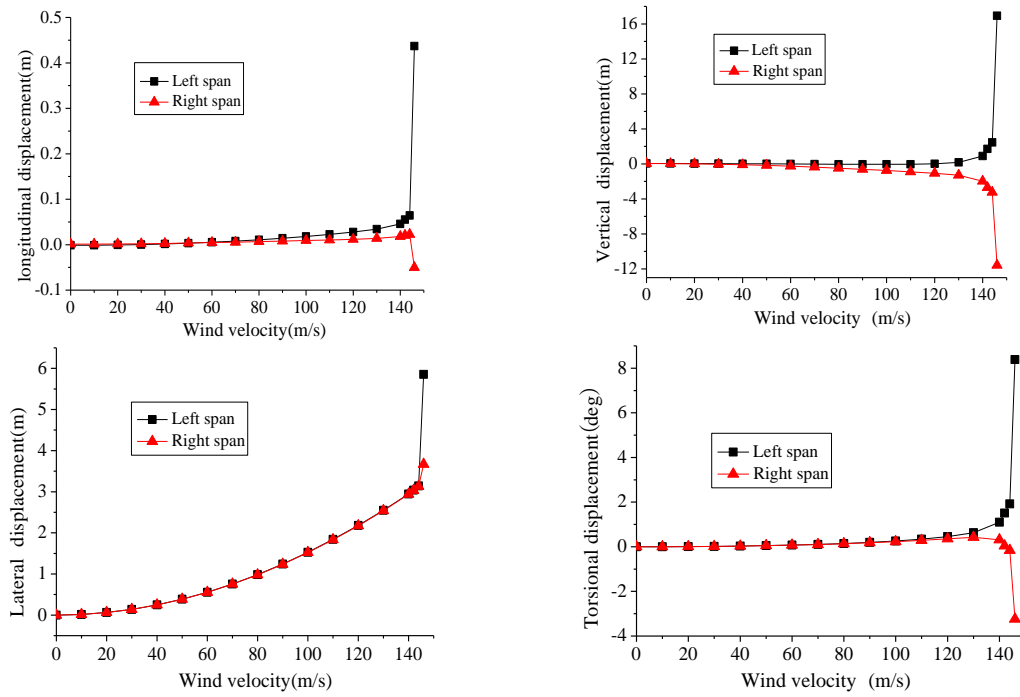 longitudinal displacement(m)
0.5
0.4
0.3
0.2
0.1
0.0
-0.1
Left span
Right span
0 20 40 60 80 100 120 140
Wind velocity(m/s)
Vertical displacement(m)
16
12
8
4
0
-4
-8
-12
Left span
Right span
0 20 40 60 80 100 120 140
Wind velocity (m/s)
Lateral displacement(m)
6
5
4
3
2
1
0
Left span
Right span
0 20 40 60 80 100 120 140
Wind velocity(m/s)
Torsional displacement(deg)
8
6
4
2
0
-2
-4
Left span
Right span
0 20 40 60 80 100 120 140
Wind velocity (m/s)